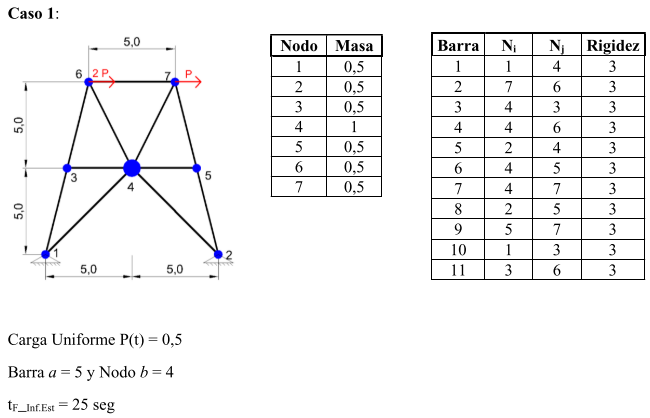 Caso 1:
5,0
6 2 P 7 P
5,0
3 4 5
5,0
1 2
5,0 5,0
Nodo Masa
1 0,5
2 0,5
3 0,5
4 1
5 0,5
6 0,5
7 0,5
Barra Ni Nj Rigidez
1 1 4 3
2 7 6 3
3 4 3 3
4 4 6 3
5 2 4 3
6 4 5 3
7 4 7 3
8 2 5 3
9 5 7 3
10 1 3 3
11 3 6 3
Carga Uniforme P(t) = 0,5
Barra a = 5 y Nodo b = 4
tF_Inf.Est = 25 seg